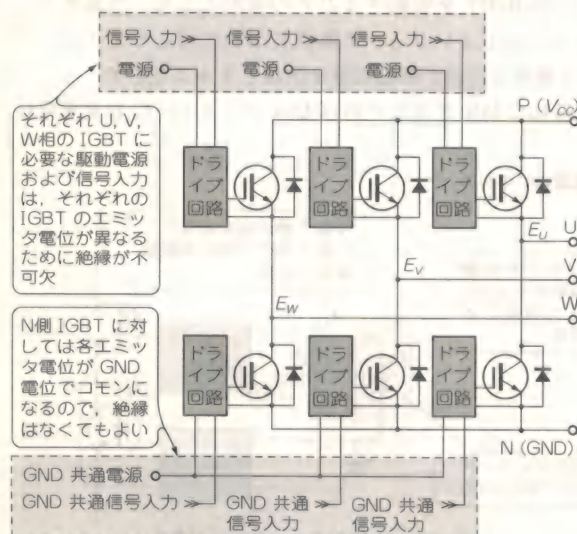 信号入力 信号入力 信号入力
電源 電源 電源
それぞれ U, V,
W相の IGBT に
必要な駆動電源
および信号入力
は，それぞれの
IGBT のエミッ
タ電位が異なる
ために絶縁が不
可欠
P (VCC)
ドライブ回路
ドライブ回路
ドライブ回路
EU
U
EV
V
EW
W
N側 IGBT に対
しては各エミッ
タ電位が GND
電位でコモンに
なるので，絶縁
はなくてもよい
ドライブ回路
ドライブ回路
ドライブ回路
N (GND)
GND 共通電源
GND 共通信号入力
GND 共通
信号入力
GND 共通
信号入力